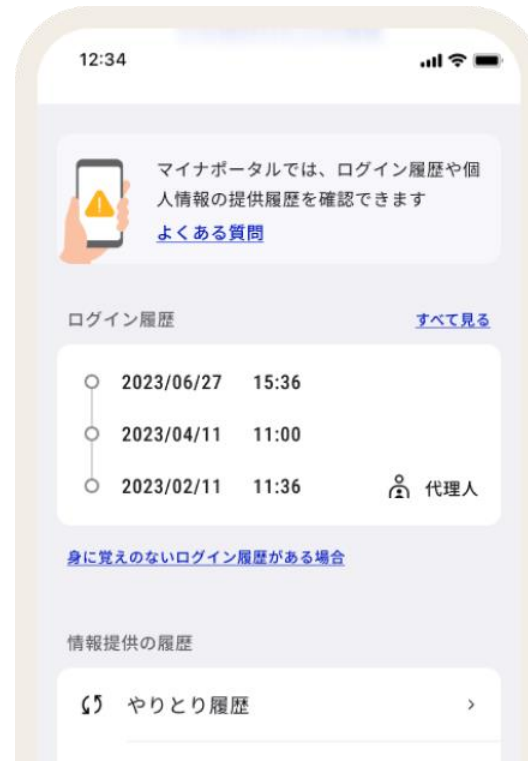 12:34
マイナポータルでは、ログイン履歴や個
人情報の提供履歴を確認できます
よくある質問
ログイン履歴 すべて見る
2023/06/27 15:36
2023/04/11 11:00
2023/02/11 11:36 代理人
身に覚えのないログイン履歴がある場合
情報提供の履歴
やりとり履歴